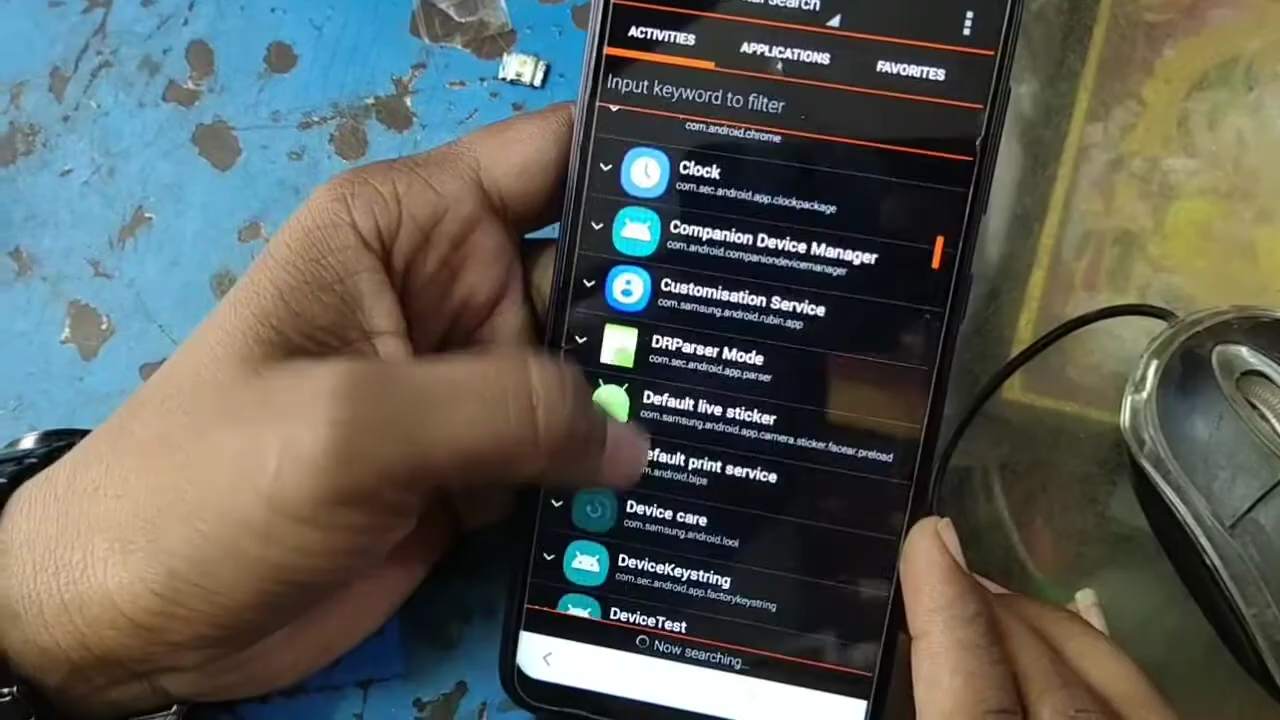 search
ACTIVITIES
APPLICATIONS
FAVORITES
Input keyword to filter
com.android.chrome
Clock
com.sec.android.app.clockpackage
Companion Device Manager
com.android.companiondevicemanager
Customisation Service
com.samsung.android.rubin.app
DRParser Mode
com.sec.android.app.parser
Default live sticker
com.samsung.android.app.camera.sticker.facear.preload
efault print service
m.android.bips
Device care
com.samsung.android.lool
DeviceKeystring
com.sec.android.app.factorykeystring
DeviceTest
Now searching...